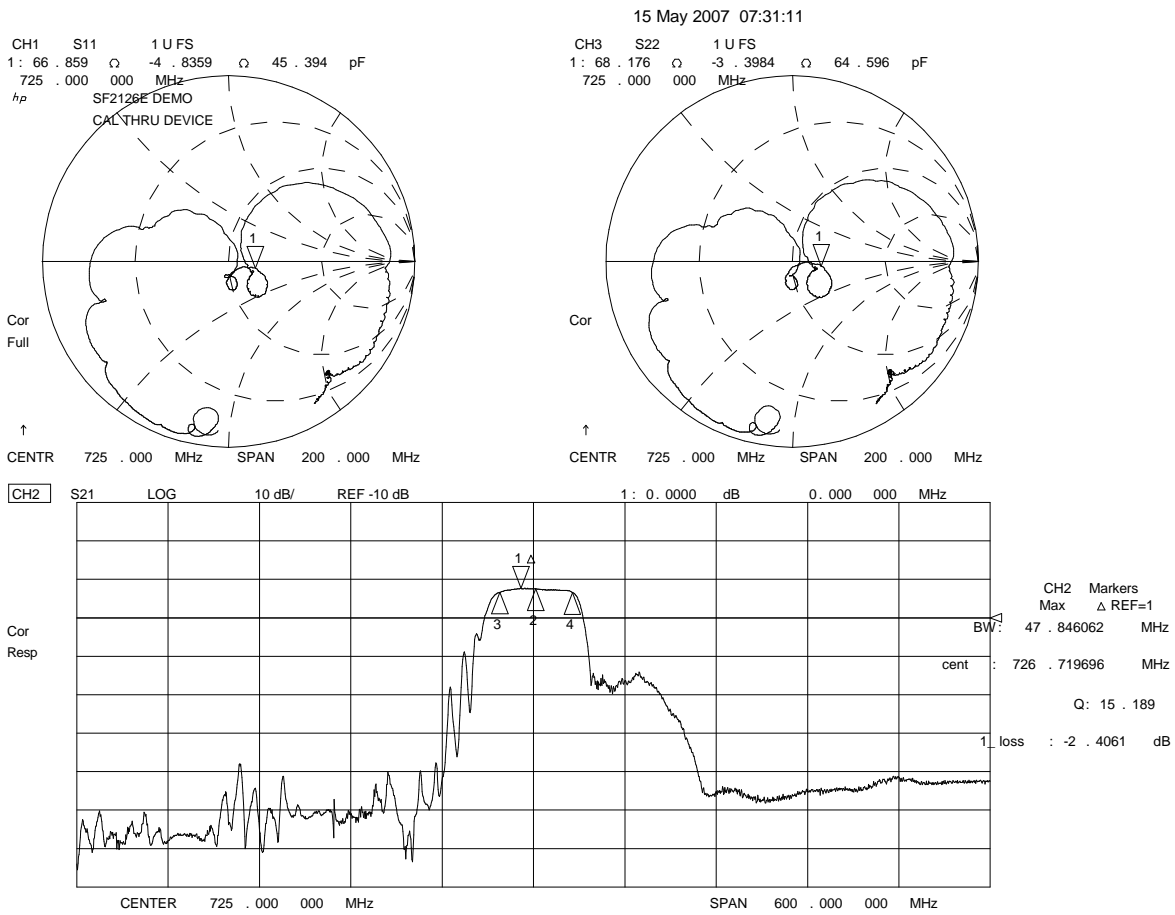 15 May 2007 07:31:11
CH1 S11 1 U FS
1 : 66 . 859 Ω -4 . 8359 Ω 45 . 394 pF
725 . 000 000 MHz
hp SF2126E DEMO
CAL THRU DEVICE
1
Cor
Full
↑
CENTR 725 . 000 MHz SPAN 200 . 000 MHz
CH3 S22 1 U FS
1 : 68 . 176 Ω -3 . 3984 Ω 64 . 596 pF
725 . 000 000 MHz
1
Cor
↑
CENTR 725 . 000 MHz SPAN 200 . 000 MHz
CH2 S21 LOG 10 dB/ REF -10 dB 1 : 0 . 0000 dB 0 . 000 000 MHz
1 Δ
3 2 4
Cor
Resp
CH2 Markers
Max Δ REF=1
BW : 47 . 846062 MHz
cent : 726 . 719696 MHz
Q: 15 . 189
1_ loss : -2 . 4061 dB
CENTER 725 . 000 000 MHz SPAN 600 . 000 000 MHz